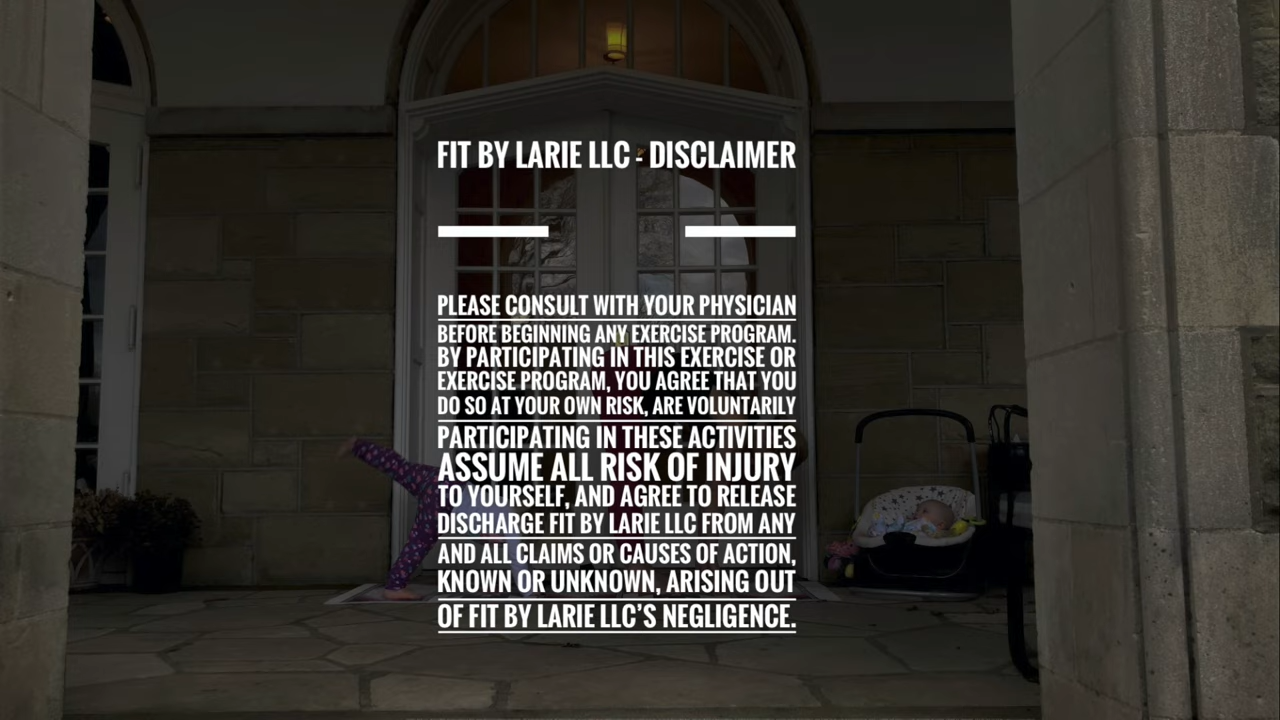 FIT BY LARIE LLC - DISCLAIMER
PLEASE CONSULT WITH YOUR PHYSICIAN
BEFORE BEGINNING ANY EXERCISE PROGRAM.
BY PARTICIPATING IN THIS EXERCISE OR
EXERCISE PROGRAM, YOU AGREE THAT YOU
DO SO AT YOUR OWN RISK, ARE VOLUNTARILY
PARTICIPATING IN THESE ACTIVITIES
ASSUME ALL RISK OF INJURY
TO YOURSELF, AND AGREE TO RELEASE
DISCHARGE FIT BY LARIE LLC FROM ANY
AND ALL CLAIMS OR CAUSES OF ACTION,
KNOWN OR UNKNOWN, ARISING OUT
OF FIT BY LARIE LLC'S NEGLIGENCE.